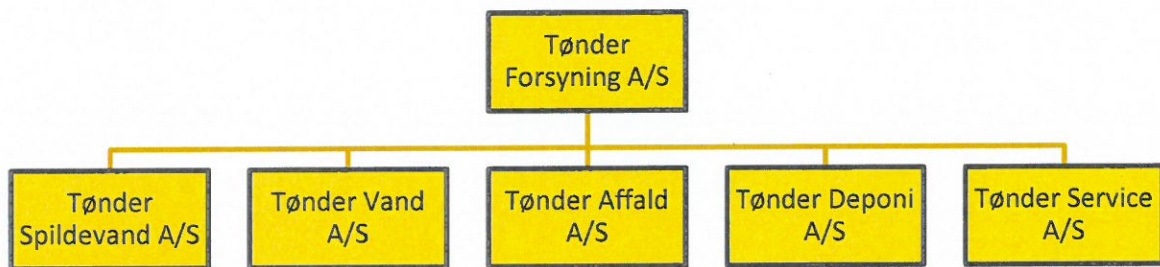 Tønder
Forsyning A/S
Tønder
Spildevand A/S
Tønder Vand
A/S
Tønder Affald
A/S
Tønder Deponi
A/S
Tønder Service
A/S